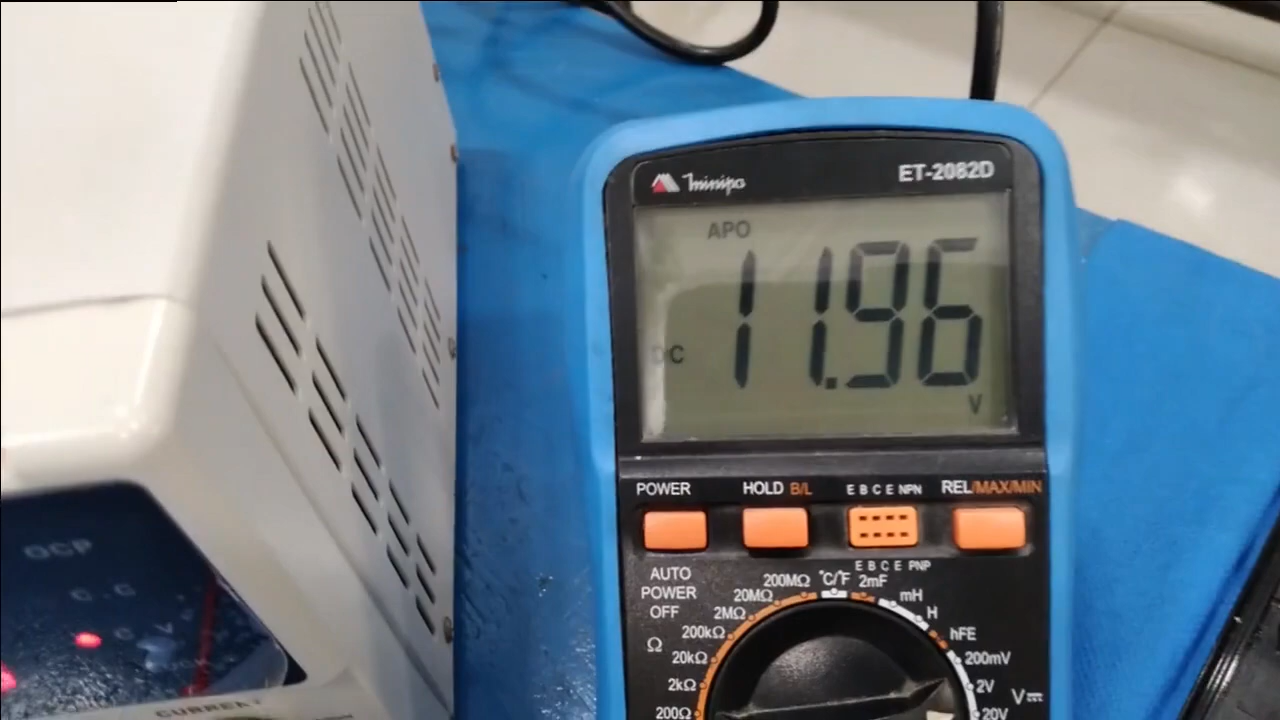 Minipa ET-2082D
APO
11.96
DC
V
POWER HOLD B/L E B C E NPN REL/MAX/MIN
E B C E PNP
AUTO
POWER
OFF
200MΩ °C/°F 2mF
20MΩ mH
2MΩ H
200kΩ hFE
Ω
20kΩ 200mV
2kΩ 2V V
200Ω 20V
OCP
C.C
C.V
CURRENT